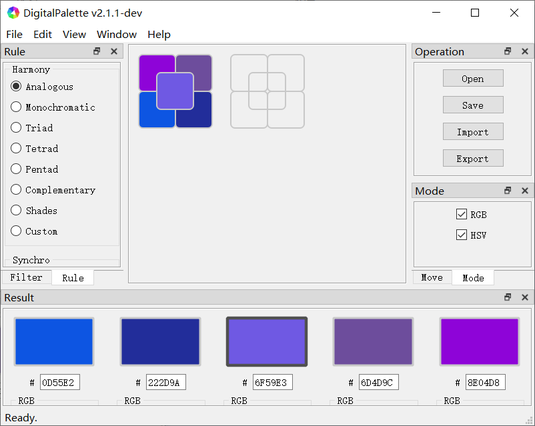 DigitalPalette v2.1.1-dev
File Edit View Window Help
Rule
Harmony
Analogous
Monochromatic
Triad
Tetrad
Pentad
Complementary
Shades
Custom
Synchro
Filter Rule
Operation
Open
Save
Import
Export
Mode
RGB
HSV
Move Mode
Result
# 0D55E2 # 222D9A # 6F59E3 # 6D4D9C # 8E04D8
RGB RGB RGB RGB RGB
Ready.